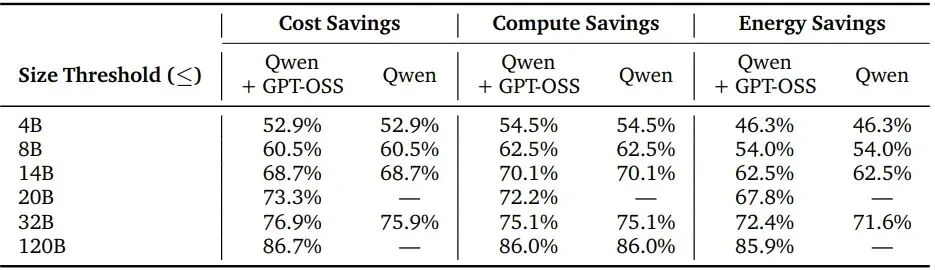 Cost Savings Compute Savings Energy Savings
Size Threshold (≤) Qwen + GPT-OSS Qwen Qwen + GPT-OSS Qwen Qwen + GPT-OSS Qwen
4B 52.9% 52.9% 54.5% 54.5% 46.3% 46.3%
8B 60.5% 60.5% 62.5% 62.5% 54.0% 54.0%
14B 68.7% 68.7% 70.1% 70.1% 62.5% 62.5%
20B 73.3% — 72.2% — 67.8% —
32B 76.9% 75.9% 75.1% 75.1% 72.4% 71.6%
120B 86.7% — 86.0% 86.0% 85.9% —